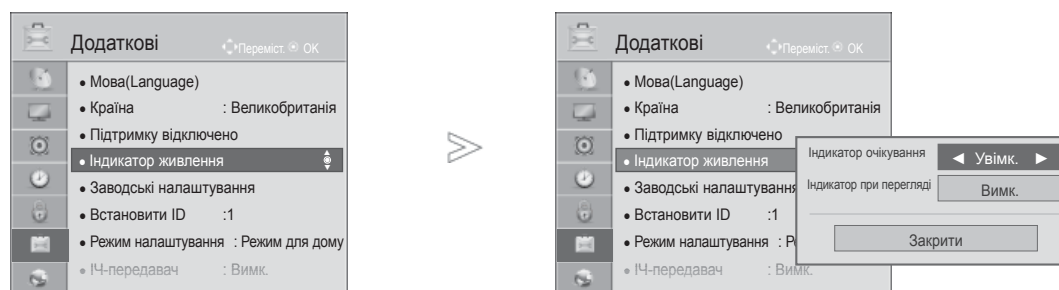 Додаткові
Переміст. OK
• Мова(Language)
• Країна : Великобританія
• Підтримку відключено
• Індикатор живлення
• Заводські налаштування
• Встановити ID :1
• Режим налаштування : Режим для дому
• ІЧ-передавач : Вимк.
Додаткові
Переміст. OK
• Мова(Language)
• Країна : Великобританія
• Підтримку відключено
• Індикатор живлення
• Заводські налаштування
• Встановити ID :1
• Режим налаштування : Р
• ІЧ-передавач : Вимк.
Індикатор очікування ◄ Увімк. ►
Індикатор при перегляді Вимк.
Закрити